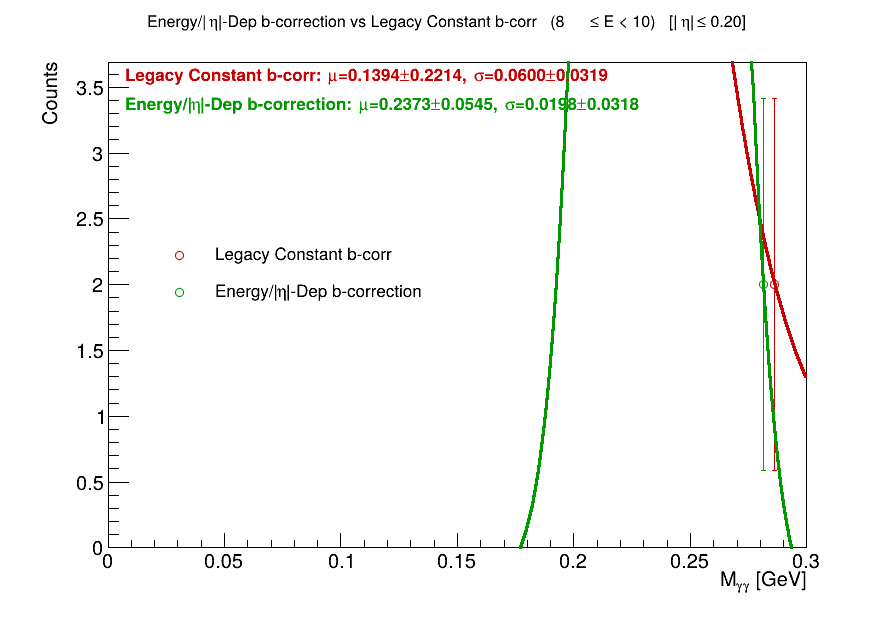 Energy/|η|-Dep b-correction vs Legacy Constant b-corr (8 ≤ E < 10) [|η| ≤ 0.20]
Counts
Legacy Constant b-corr: μ=0.1394±0.2214, σ=0.0600±0.0319
Energy/|η|-Dep b-correction: μ=0.2373±0.0545, σ=0.0198±0.0318
3.5
3
2.5
2
1.5
1
0.5
0
Legacy Constant b-corr
Energy/|η|-Dep b-correction
0 0.05 0.1 0.15 0.2 0.25 0.3
Mγγ [GeV]